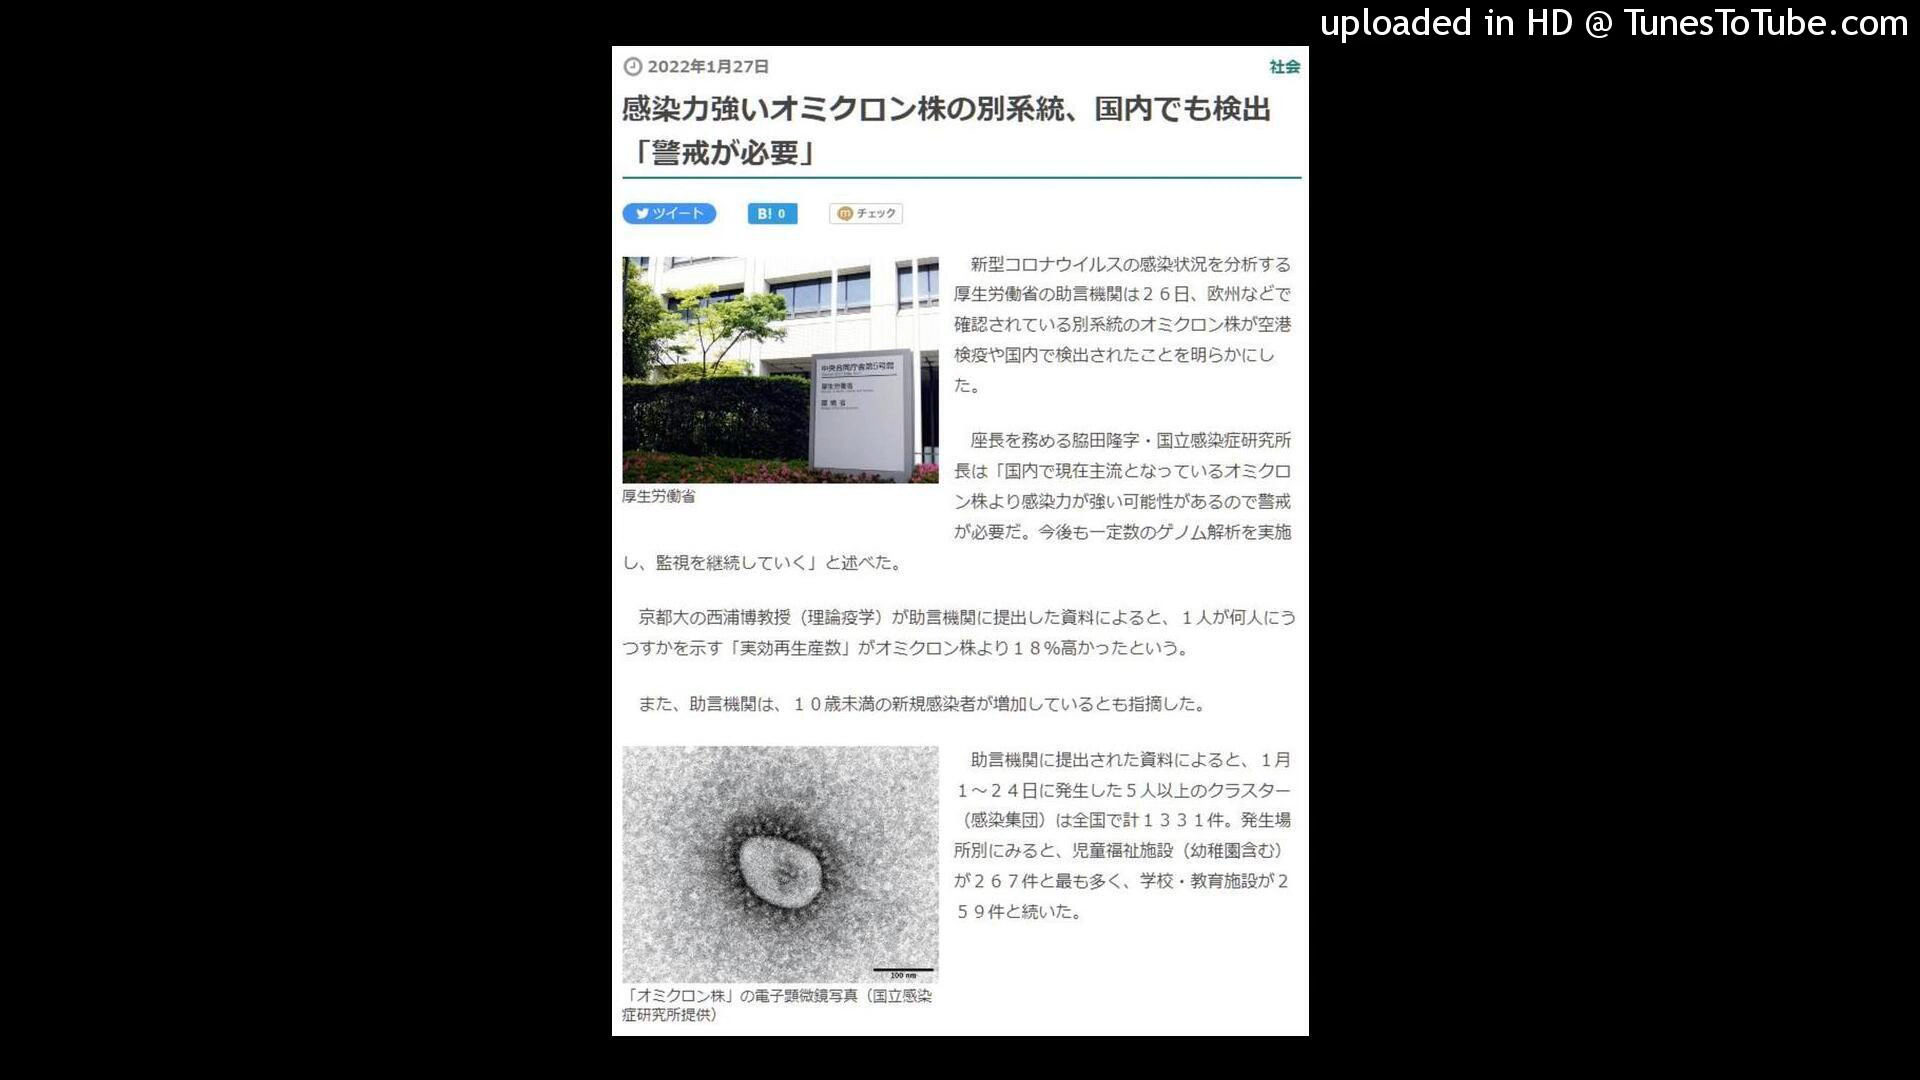 uploaded in HD @ TunesToTube.com
2022年1月27日
社会
感染力強いオミクロン株の別系統、国内でも検出
「警戒が必要」
ツイート
B! 0
チェック
中央合同庁舎第5号館
厚生労働省
環境省
厚生労働省
新型コロナウイルスの感染状況を分析する
厚生労働省の助言機関は２６日、欧州などで
確認されている別系統のオミクロン株が空港
検疫や国内で検出されたことを明らかにし
た。
座長を務める脇田隆字・国立感染症研究所
長は「国内で現在主流となっているオミクロ
ン株より感染力が強い可能性があるので警戒
が必要だ。今後も一定数のゲノム解析を実施
し、監視を継続していく」と述べた。
京都大の西浦博教授（理論疫学）が助言機関に提出した資料によると、１人が何人にう
つすかを示す「実効再生産数」がオミクロン株より１８％高かったという。
また、助言機関は、１０歳未満の新規感染者が増加しているとも指摘した。
助言機関に提出された資料によると、１月
１～２４日に発生した５人以上のクラスター
（感染集団）は全国で計１３３１件。発生場
所別にみると、児童福祉施設（幼稚園含む）
が２６７件と最も多く、学校・教育施設が２
５９件と続いた。
100 nm
「オミクロン株」の電子顕微鏡写真（国立感染
症研究所提供）